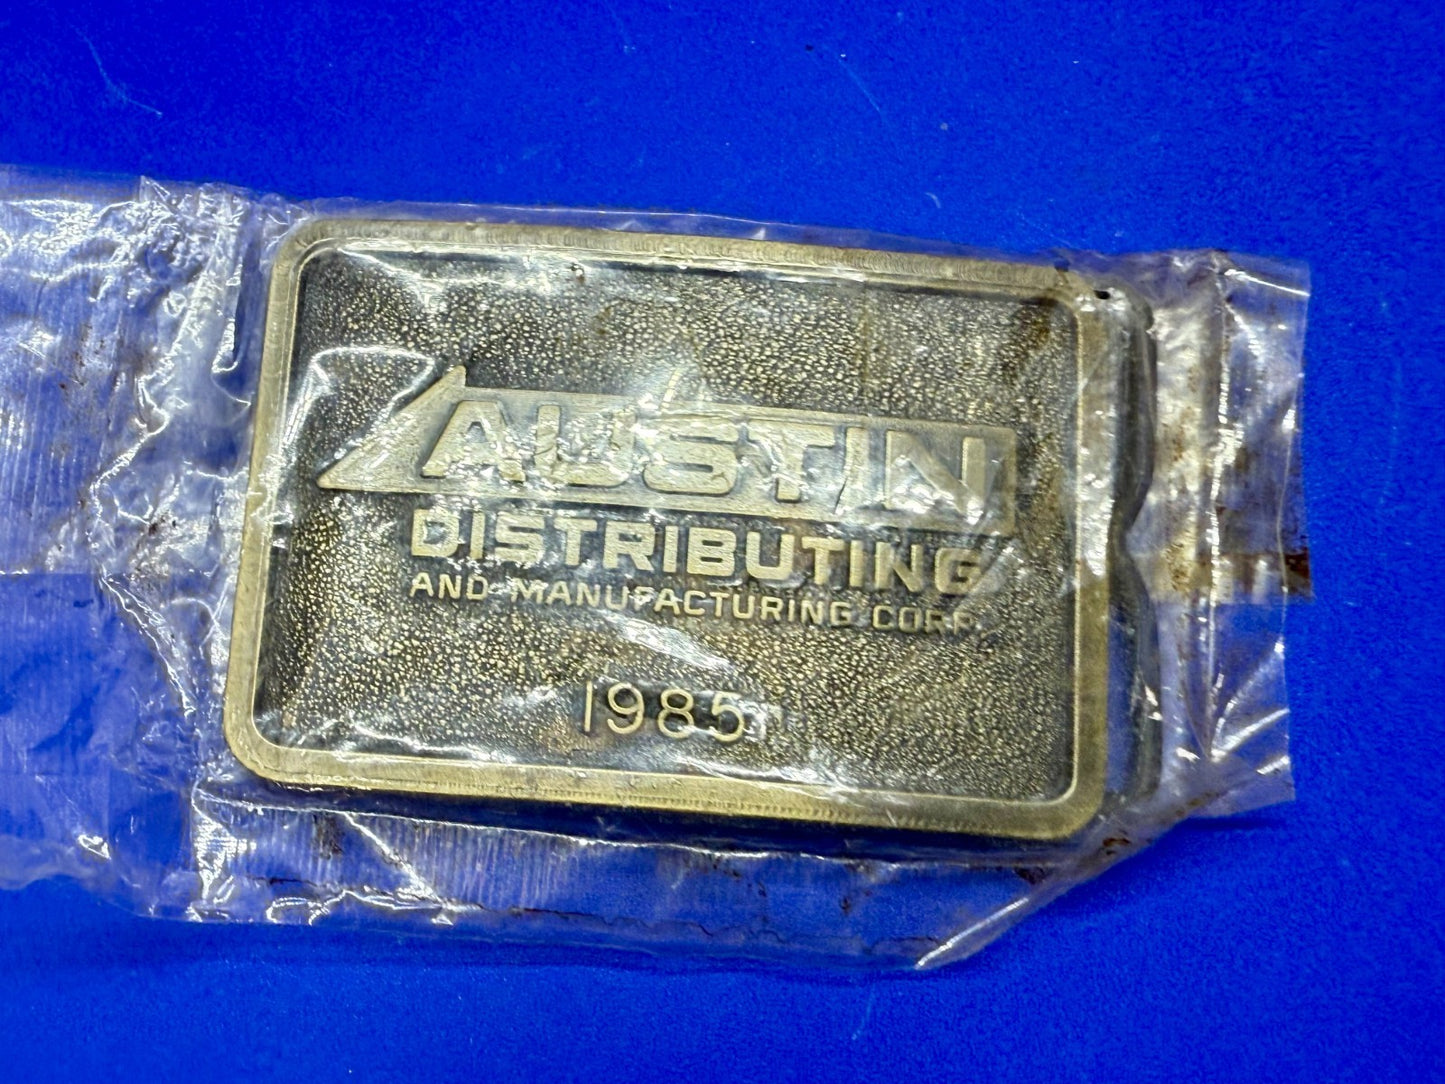 AUSTIN
DISTRIBUTING
AND MANUFACTURING CORP.
1985